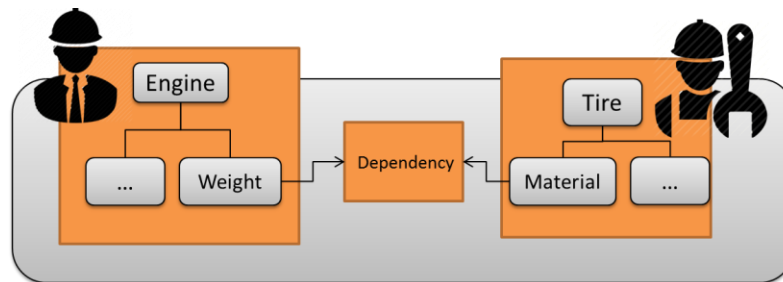 Engine
...
Weight
Dependency
Tire
Material
...